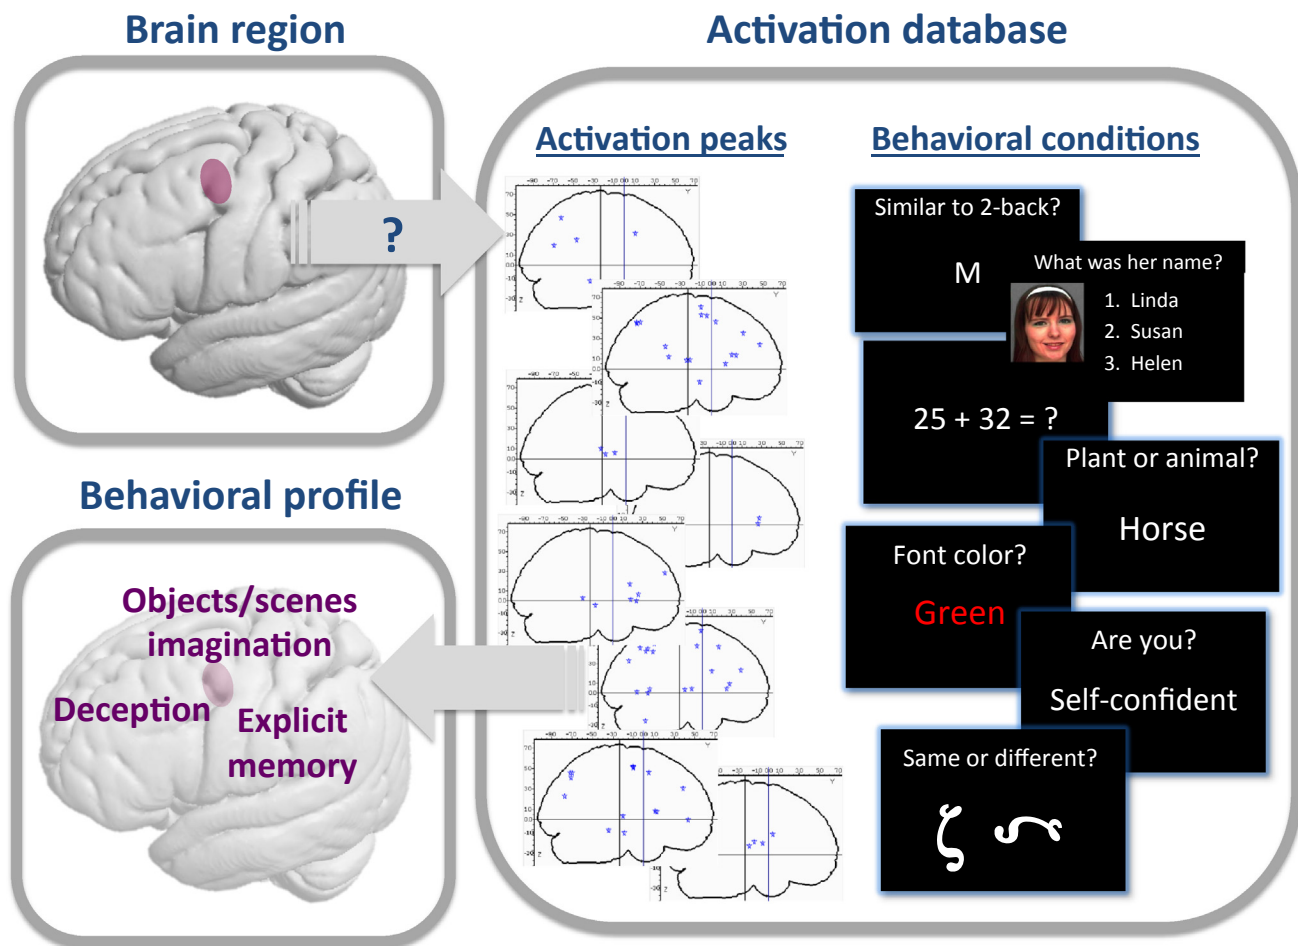 Brain region
Activation database
?
Activation peaks
Behavioral conditions
Similar to 2-back?
M
What was her name?
1. Linda
2. Susan
3. Helen
25 + 32 = ?
Plant or animal?
Horse
Font color?
Green
Are you?
Self-confident
Same or different?
Behavioral profile
Objects/scenes
imagination
Deception
Explicit
memory